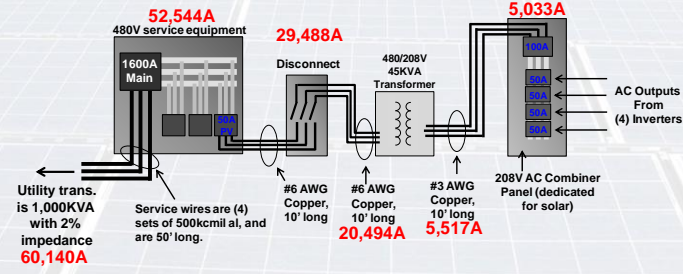 52,544A
480V service equipment
1600A
Main
50A
PV
29,488A
Disconnect
480/208V
45KVA
Transformer
5,033A
100A
50A
50A
50A
50A
AC Outputs
From
(4) Inverters
Utility trans.
is 1,000KVA
with 2%
impedance
60,140A
Service wires are (4)
sets of 500kcmil al, and
are 50' long.
#6 AWG
Copper,
10' long
#6 AWG
Copper,
10' long
20,494A
#3 AWG
Copper,
10' long
5,517A
208V AC Combiner
Panel (dedicated
for solar)